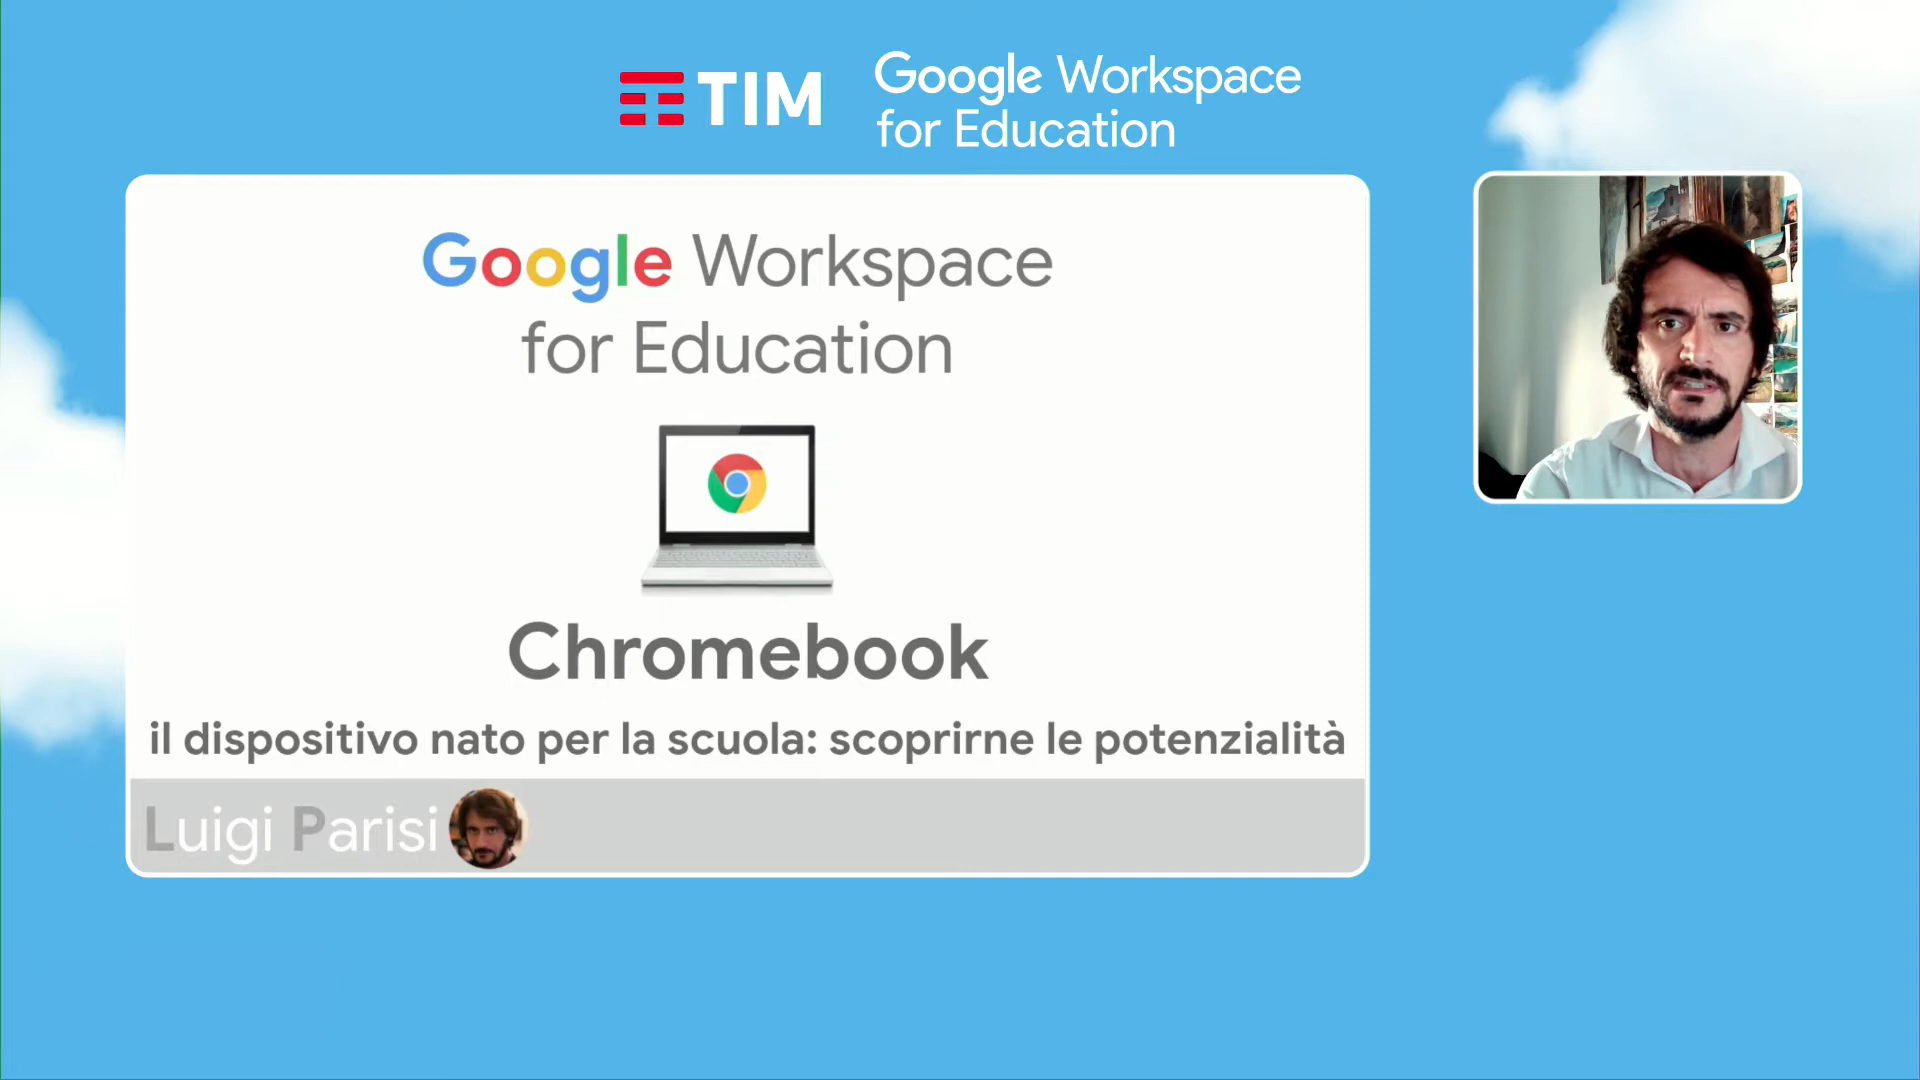 TIM
Google Workspace
for Education
Google Workspace
for Education
Chromebook
il dispositivo nato per la scuola: scoprirne le potenzialità
Luigi Parisi